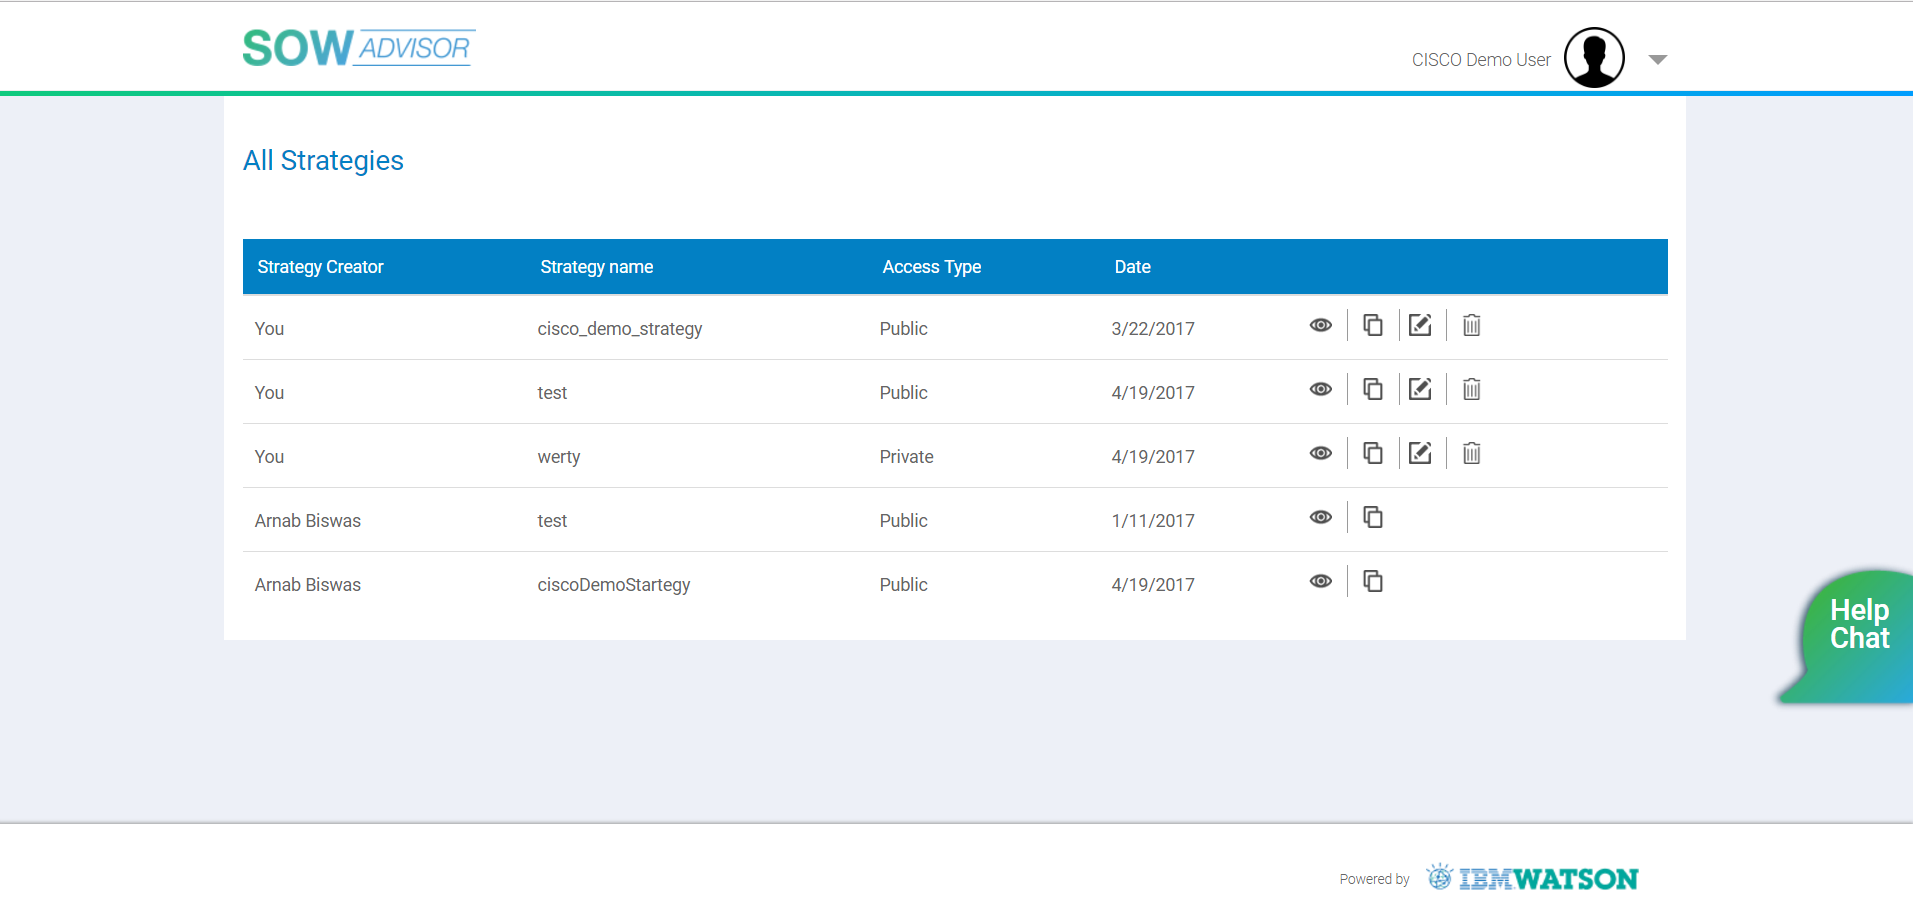 SOW ADVISOR
CISCO Demo User
All Strategies
Strategy Creator Strategy name Access Type Date
You cisco_demo_strategy Public 3/22/2017
You test Public 4/19/2017
You werty Private 4/19/2017
Arnab Biswas test Public 1/11/2017
Arnab Biswas ciscoDemoStartegy Public 4/19/2017
Help
Chat
Powered by IBMWATSON